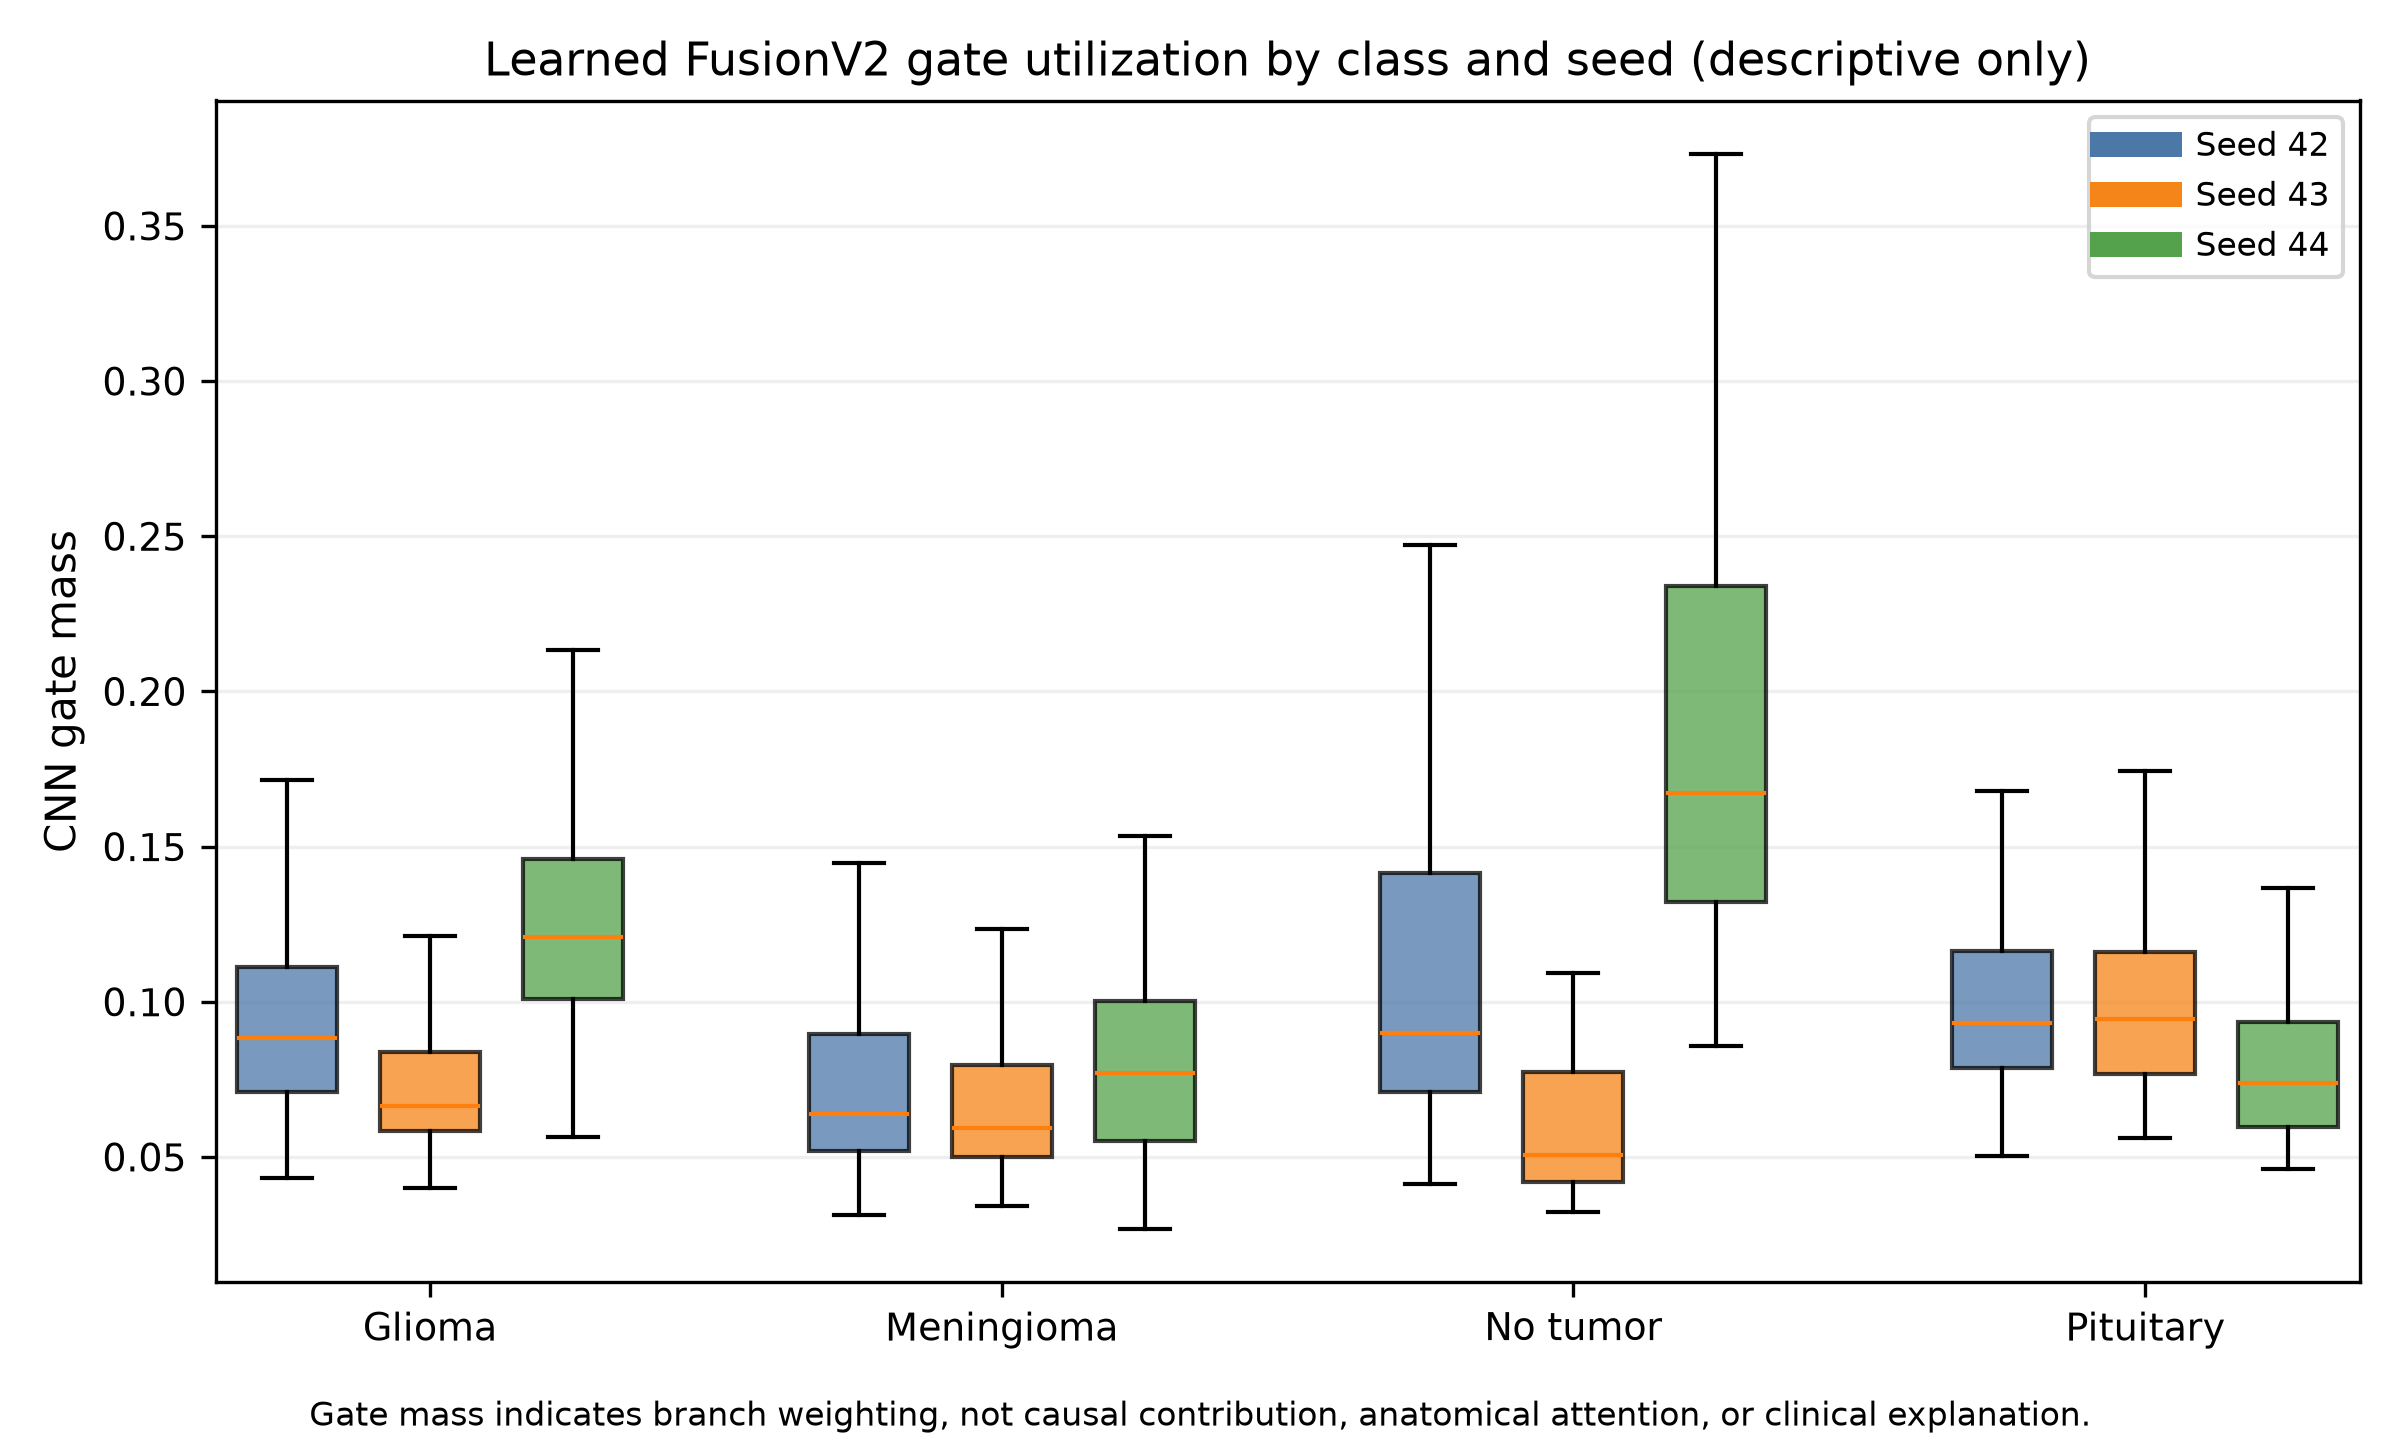 Learned FusionV2 gate utilization by class and seed (descriptive only)
Seed 42
Seed 43
Seed 44
CNN gate mass
0.35
0.30
0.25
0.20
0.15
0.10
0.05
Glioma
Meningioma
No tumor
Pituitary
Gate mass indicates branch weighting, not causal contribution, anatomical attention, or clinical explanation.